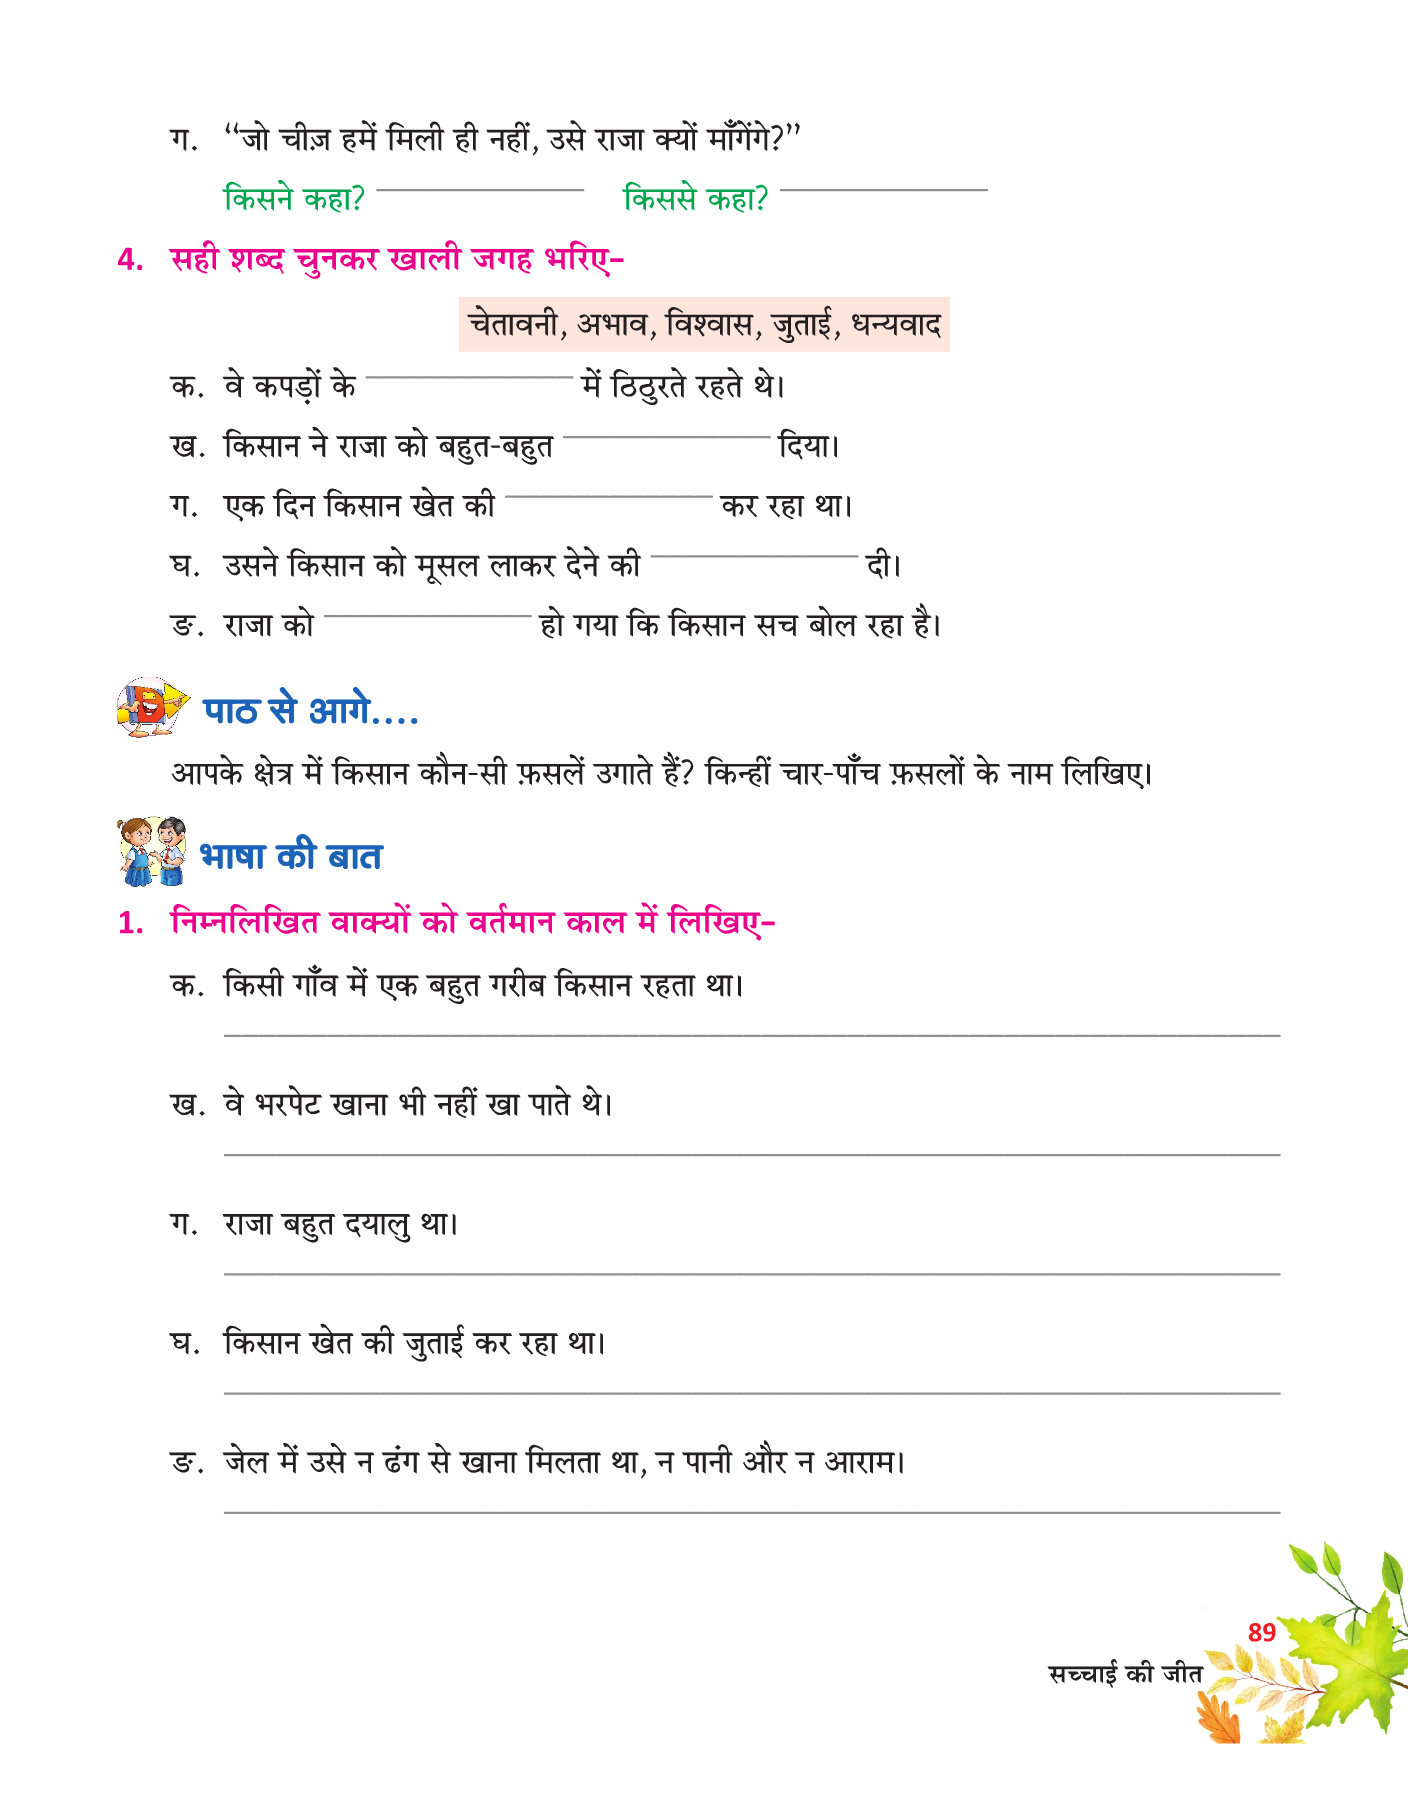 ग. “जो चीज़ हमें मिली ही नहीं, उसे राजा क्यों माँगेंगे?”
किसने कहा? ____________ किससे कहा? ____________
4. सही शब्द चुनकर खाली जगह भरिए–
चेतावनी, अभाव, विश्वास, जुताई, धन्यवाद
क. वे कपड़ों के ____________ में ठिठुरते रहते थे।
ख. किसान ने राजा को बहुत-बहुत ____________ दिया।
ग. एक दिन किसान खेत की ____________ कर रहा था।
घ. उसने किसान को मूसल लाकर देने की ____________ दी।
ङ. राजा को ____________ हो गया कि किसान सच बोल रहा है।
पाठ से आगे....
आपके क्षेत्र में किसान कौन-सी फ़सलें उगाते हैं? किन्हीं चार-पाँच फ़सलों के नाम लिखिए।
भाषा की बात
1. निम्नलिखित वाक्यों को वर्तमान काल में लिखिए–
क. किसी गाँव में एक बहुत गरीब किसान रहता था।
ख. वे भरपेट खाना भी नहीं खा पाते थे।
ग. राजा बहुत दयालु था।
घ. किसान खेत की जुताई कर रहा था।
ङ. जेल में उसे न ढंग से खाना मिलता था, न पानी और न आराम।
89
सच्चाई की जीत